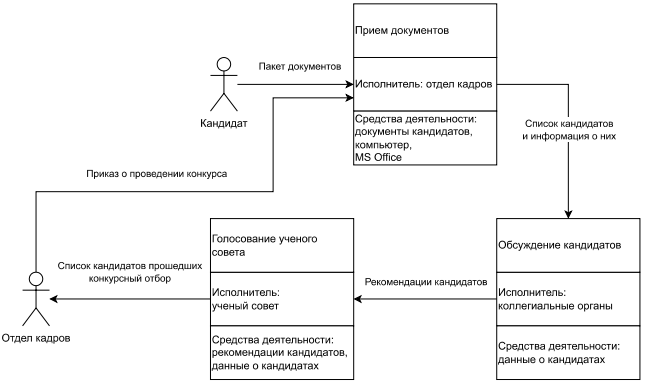 Прием документов
Пакет документов
Исполнитель: отдел кадров
Кандидат
Средства деятельности:
документы кандидатов,
компьютер,
MS Office
Список кандидатов
и информация о них
Приказ о проведении конкурса
Голосование ученого
совета
Обсуждение кандидатов
Список кандидатов прошедших
конкурсный отбор
Рекомендации кандидатов
Исполнитель:
ученый совет
Исполнитель:
коллегиальные органы
Отдел кадров
Средства деятельности:
рекомендации кандидатов,
данные о кандидатах
Средства деятельности:
данные о кандидатах